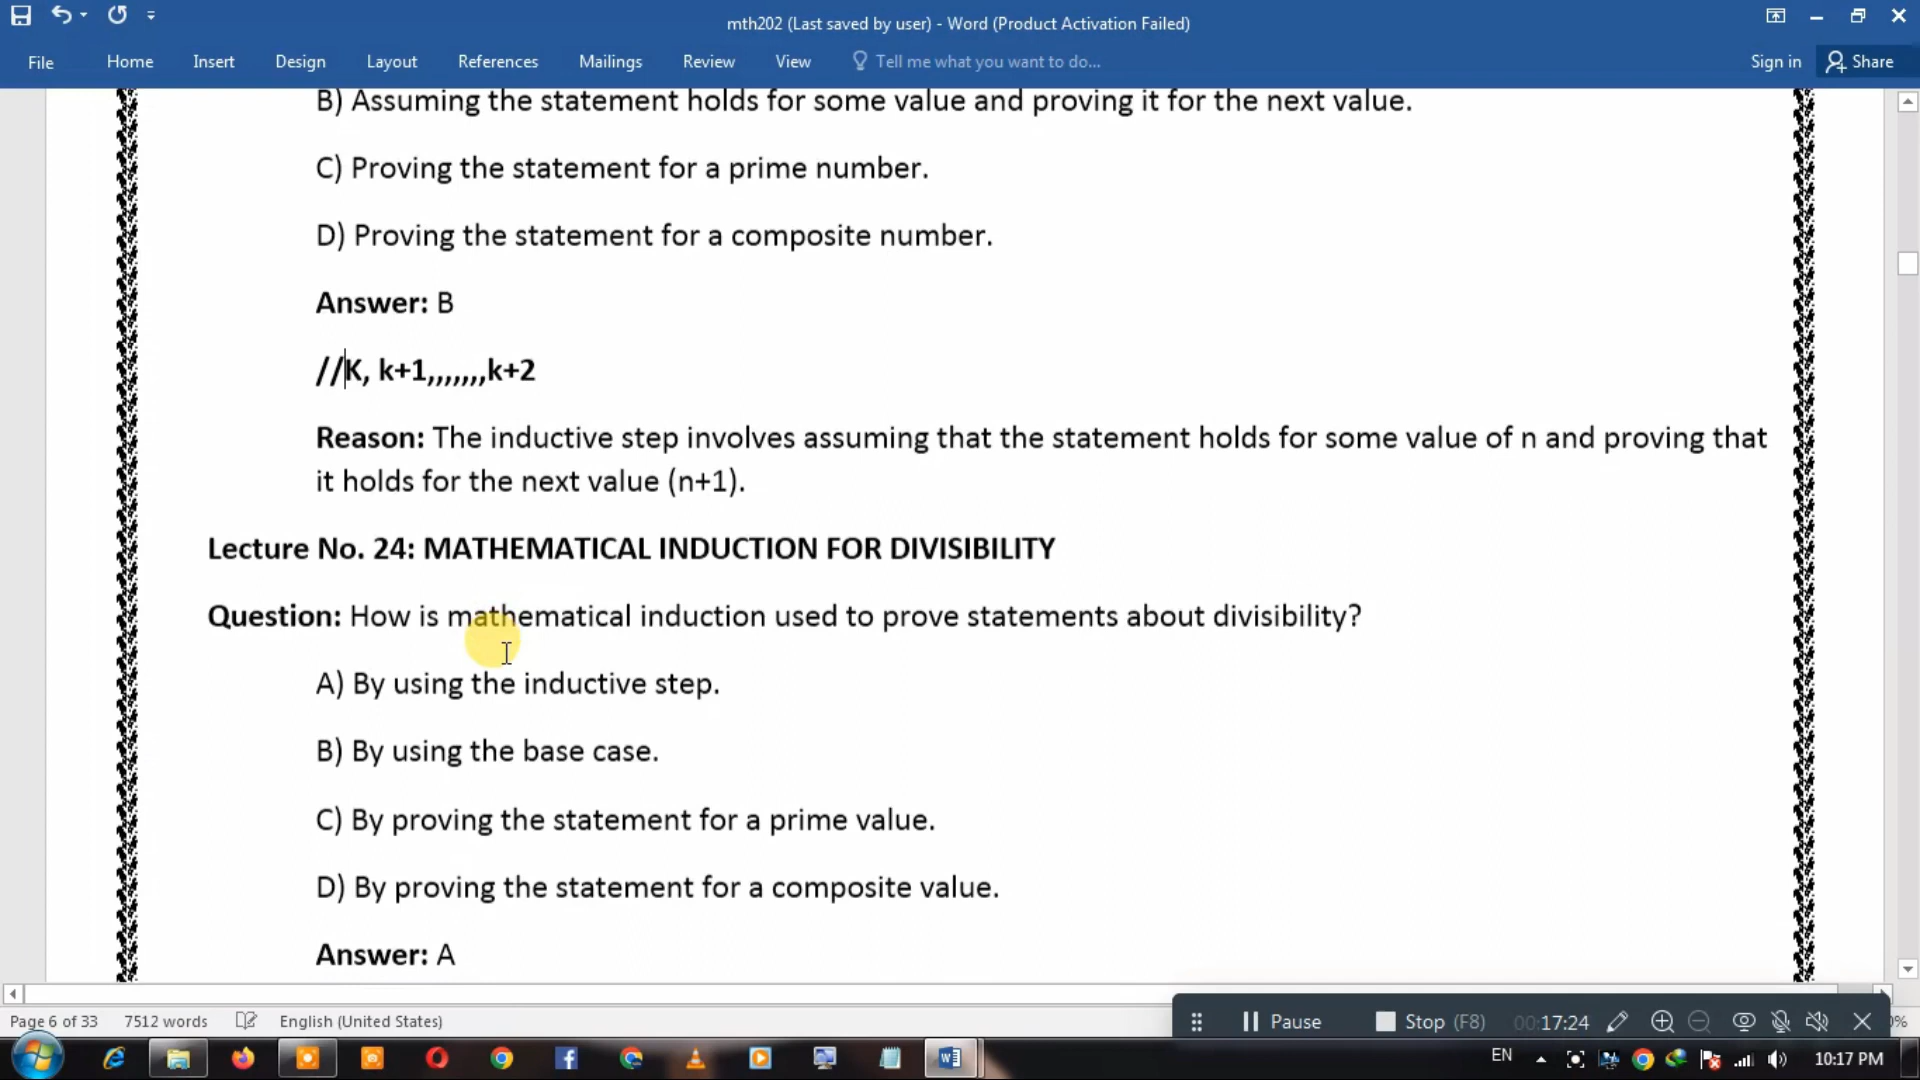 mth202 (Last saved by user) - Word (Product Activation Failed)
File Home Insert Design Layout References Mailings Review View Tell me what you want to do... Sign in Share
B) Assuming the statement holds for some value and proving it for the next value.
C) Proving the statement for a prime number.
D) Proving the statement for a composite number.
Answer: B
//K, k+1,,,,,,,k+2
Reason: The inductive step involves assuming that the statement holds for some value of n and proving that
it holds for the next value (n+1).
Lecture No. 24: MATHEMATICAL INDUCTION FOR DIVISIBILITY
Question: How is mathematical induction used to prove statements about divisibility?
A) By using the inductive step.
B) By using the base case.
C) By proving the statement for a prime value.
D) By proving the statement for a composite value.
Answer: A
Page 6 of 33 7512 words English (United States)
Pause Stop (F8) 00:17:24 0%
EN 10:17 PM